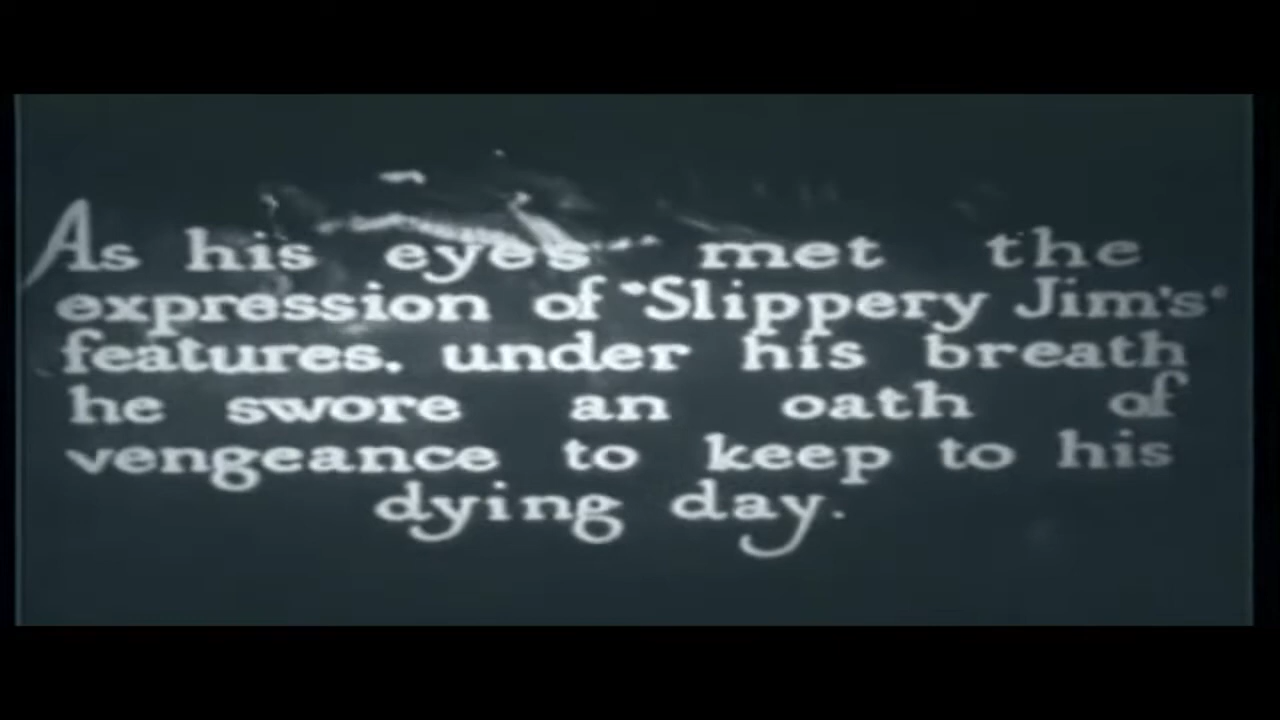 As his eyes met the
expression of "Slippery Jim's"
features. under his breath
he swore an oath of
vengeance to keep to his
dying day.